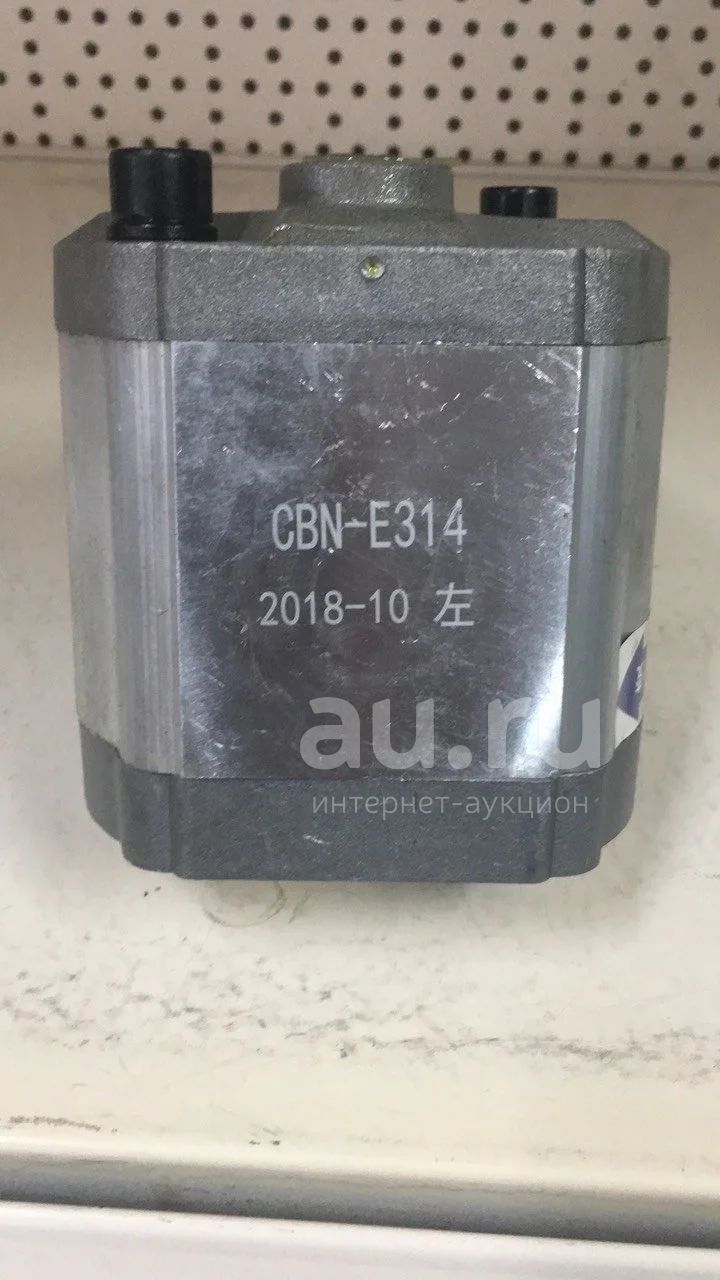 CBN-E314
2018-10 左
au.ru
интернет-аукцион